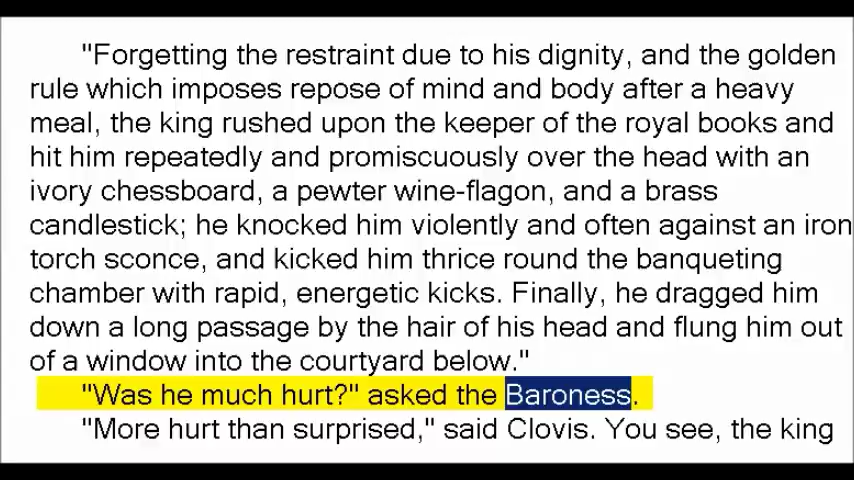 "Forgetting the restraint due to his dignity, and the golden
rule which imposes repose of mind and body after a heavy
meal, the king rushed upon the keeper of the royal books and
hit him repeatedly and promiscuously over the head with an
ivory chessboard, a pewter wine-flagon, and a brass
candlestick; he knocked him violently and often against an iron
torch sconce, and kicked him thrice round the banqueting
chamber with rapid, energetic kicks. Finally, he dragged him
down a long passage by the hair of his head and flung him out
of a window into the courtyard below."
"Was he much hurt?" asked the Baroness.
"More hurt than surprised," said Clovis. You see, the king